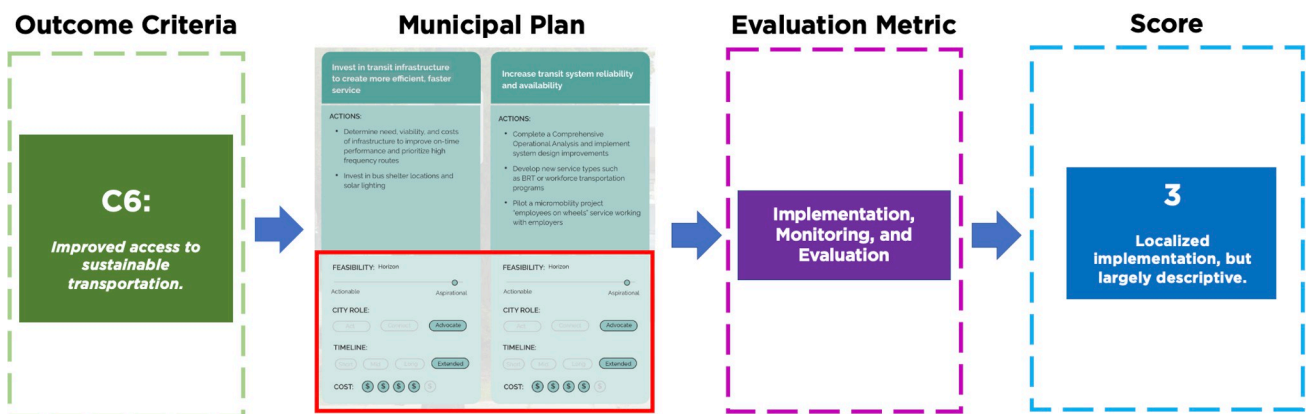 Outcome Criteria
Municipal Plan
Evaluation Metric
Score
C6:
Improved access to
sustainable
transportation.
Invest in transit infrastructure
to create more efficient, faster
service
ACTIONS:
• Determine need, viability, and costs
of infrastructure to improve on-time
performance and prioritize high
frequency routes
• Invest in bus shelter locations and
solar lighting
FEASIBILITY: Horizon
Actionable
Aspirational
CITY ROLE:
Advocate
TIMELINE:
Extended
COST: $ $ $ $ $
Increase transit system reliability
and availability
ACTIONS:
• Complete a Comprehensive
Operational Analysis and implement
system design improvements
• Develop new service types such
as BRT or workforce transportation
programs
• Pilot a micromobility project
"employees on wheels" service working
with employers
FEASIBILITY: Horizon
Actionable
Aspirational
CITY ROLE:
Advocate
TIMELINE:
Extended
COST: $ $ $ $ $
Implementation,
Monitoring, and
Evaluation
3
Localized
implementation, but
largely descriptive.